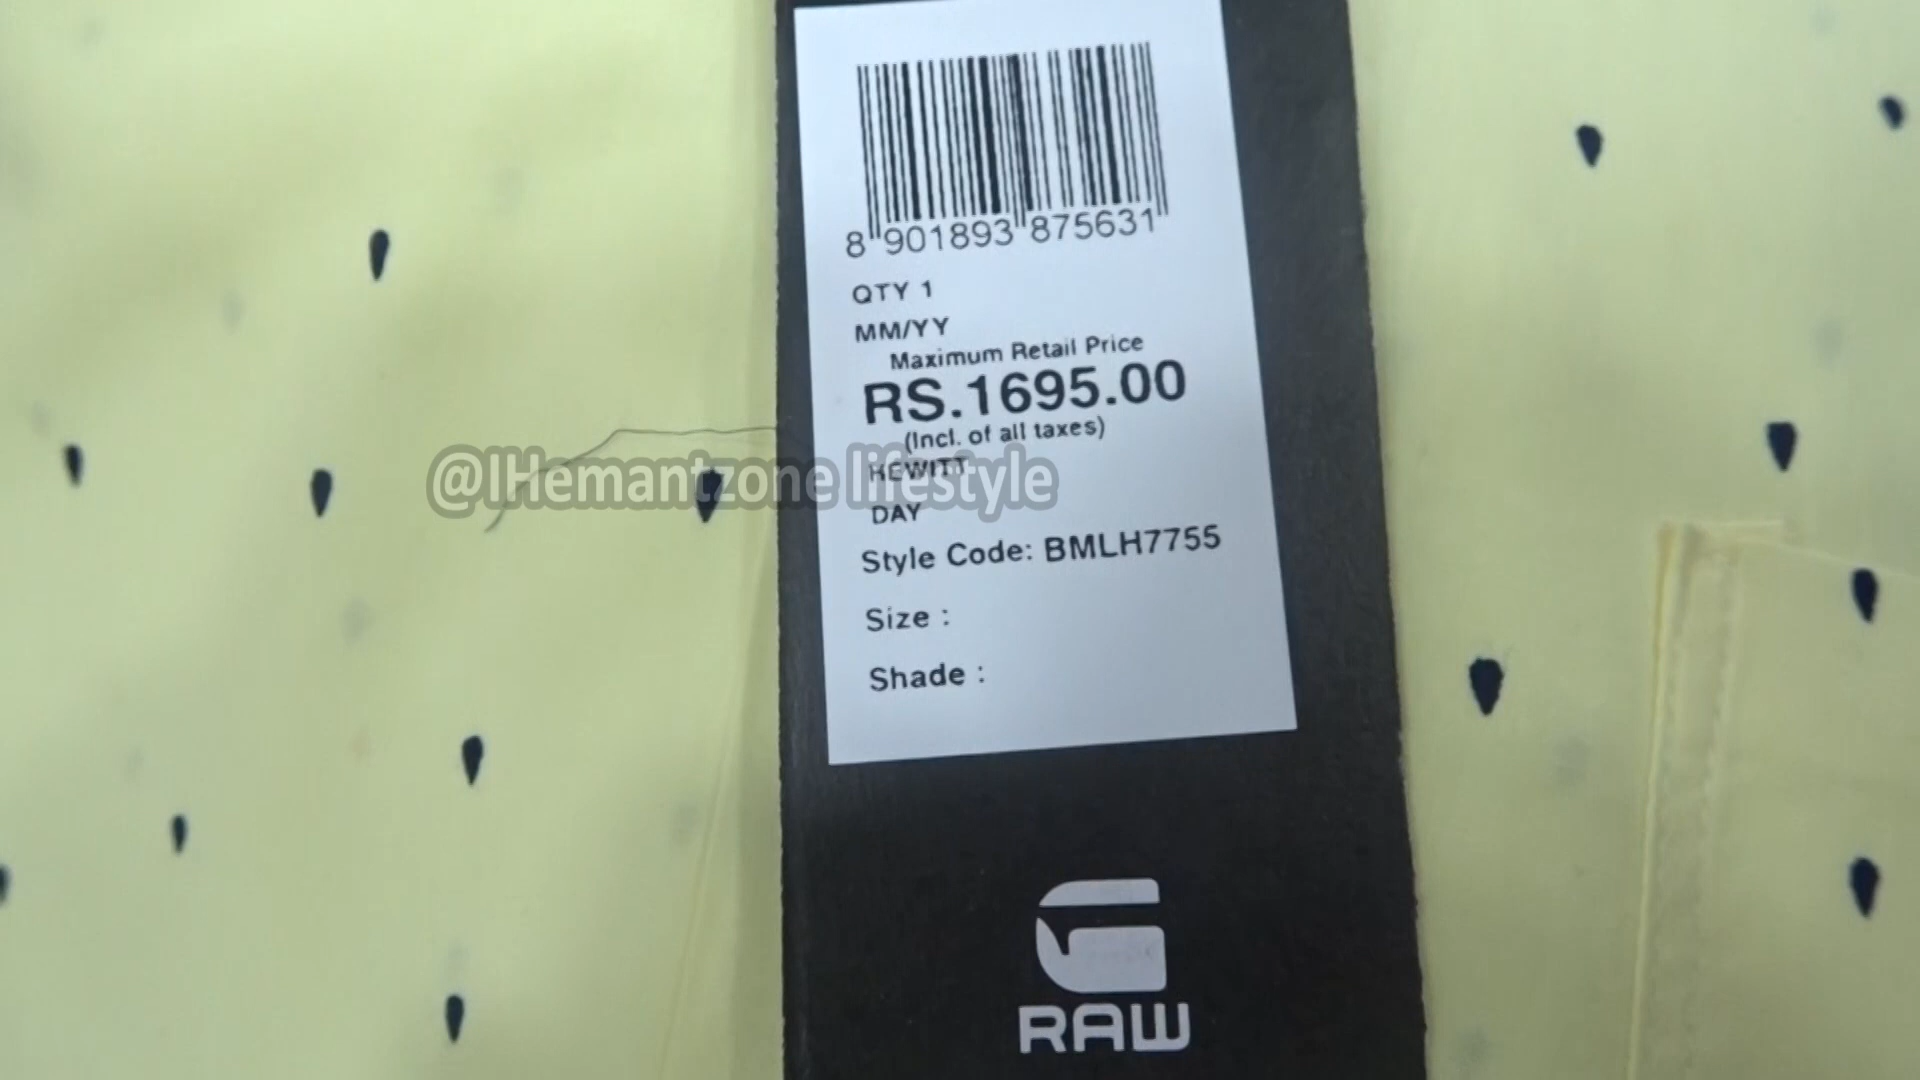 8 901893 875631
QTY 1
MM/YY
Maximum Retail Price
RS.1695.00
(Incl. of all taxes)
HEWITT
@IHemantzone lifestyle
DAY
Style Code: BMLH7755
Size :
Shade :
RAW